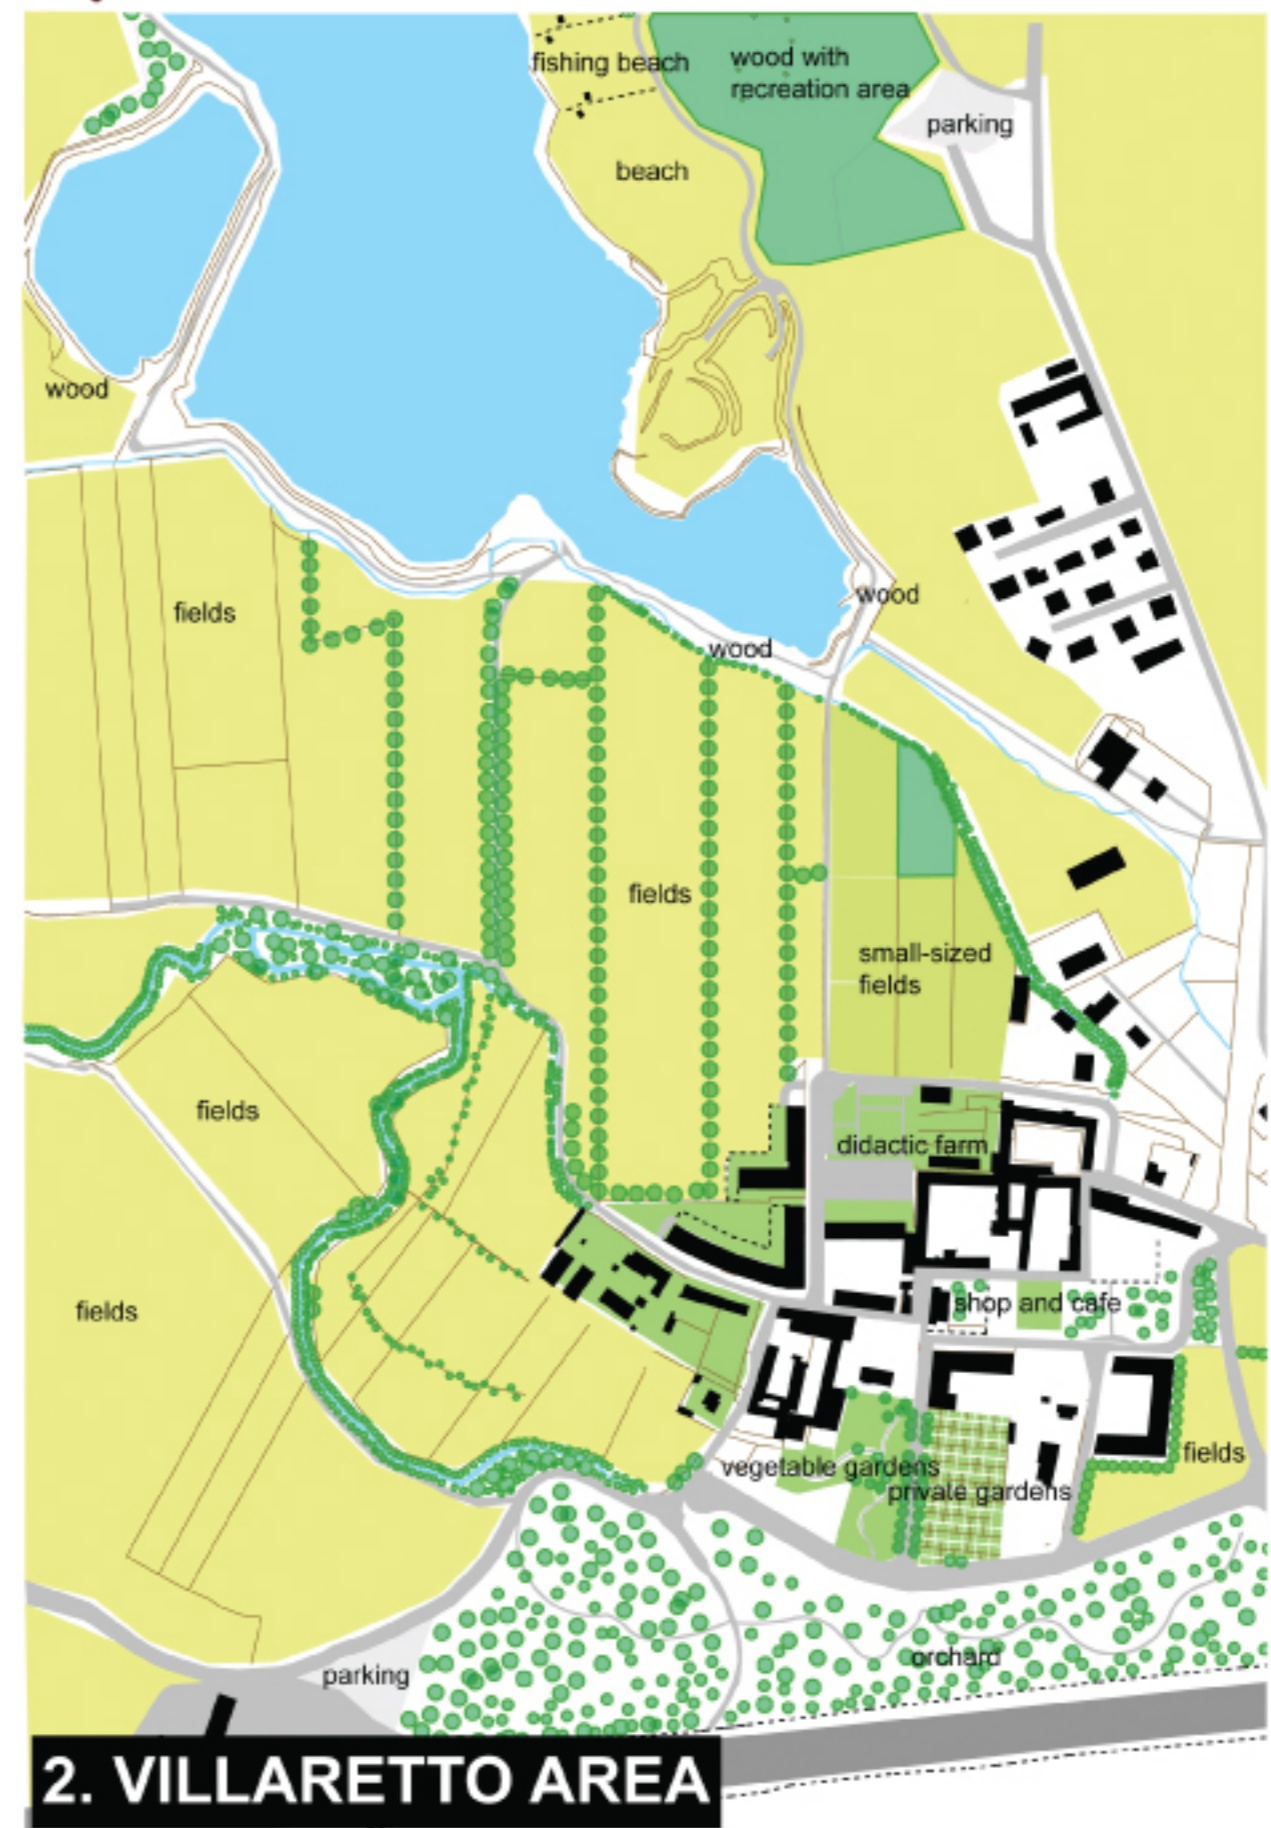 fishing beach
wood with
recreation area
parking
beach
wood
fields
wood
wood
fields
small-sized
fields
fields
didactic farm
fields
shop and cafe
fields
vegetable gardens
private gardens
orchard
parking
2. VILLARETTO AREA